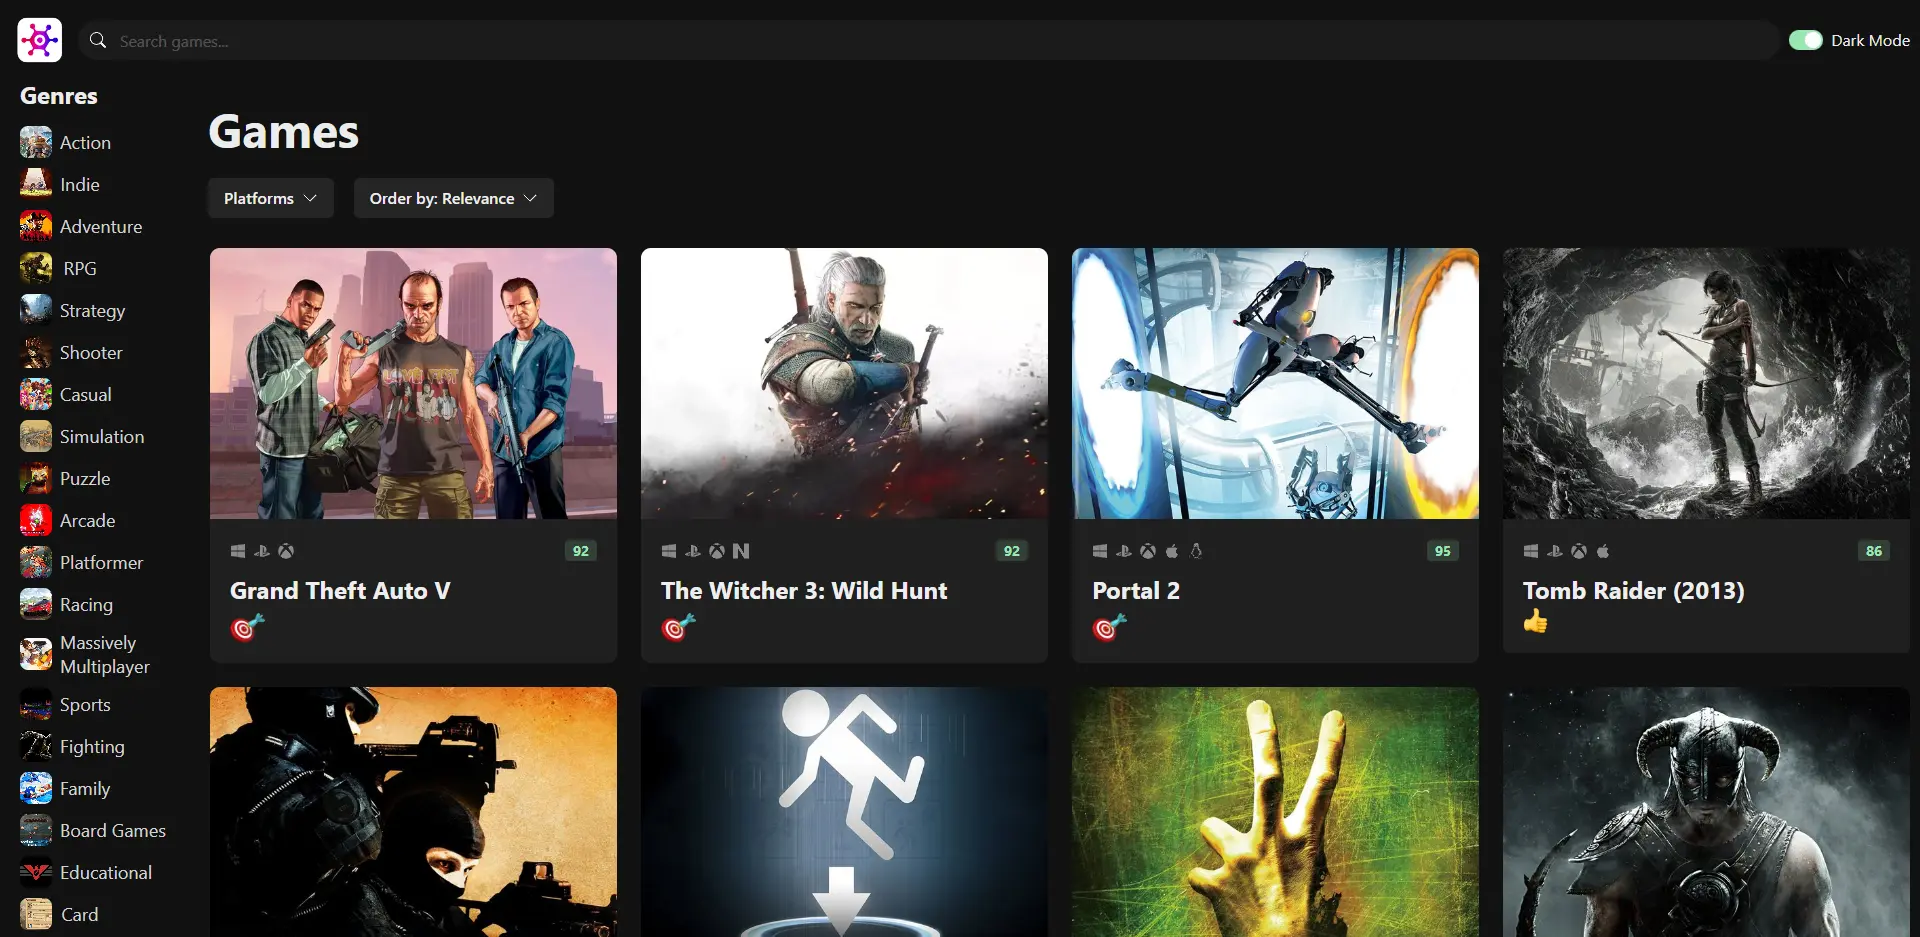 Search games...
Dark Mode
Genres
Action
Indie
Adventure
RPG
Strategy
Shooter
Casual
Simulation
Puzzle
Arcade
Platformer
Racing
Massively
Multiplayer
Sports
Fighting
Family
Board Games
Educational
Card
Games
Platforms
Order by: Relevance
92
Grand Theft Auto V
92
The Witcher 3: Wild Hunt
95
Portal 2
86
Tomb Raider (2013)